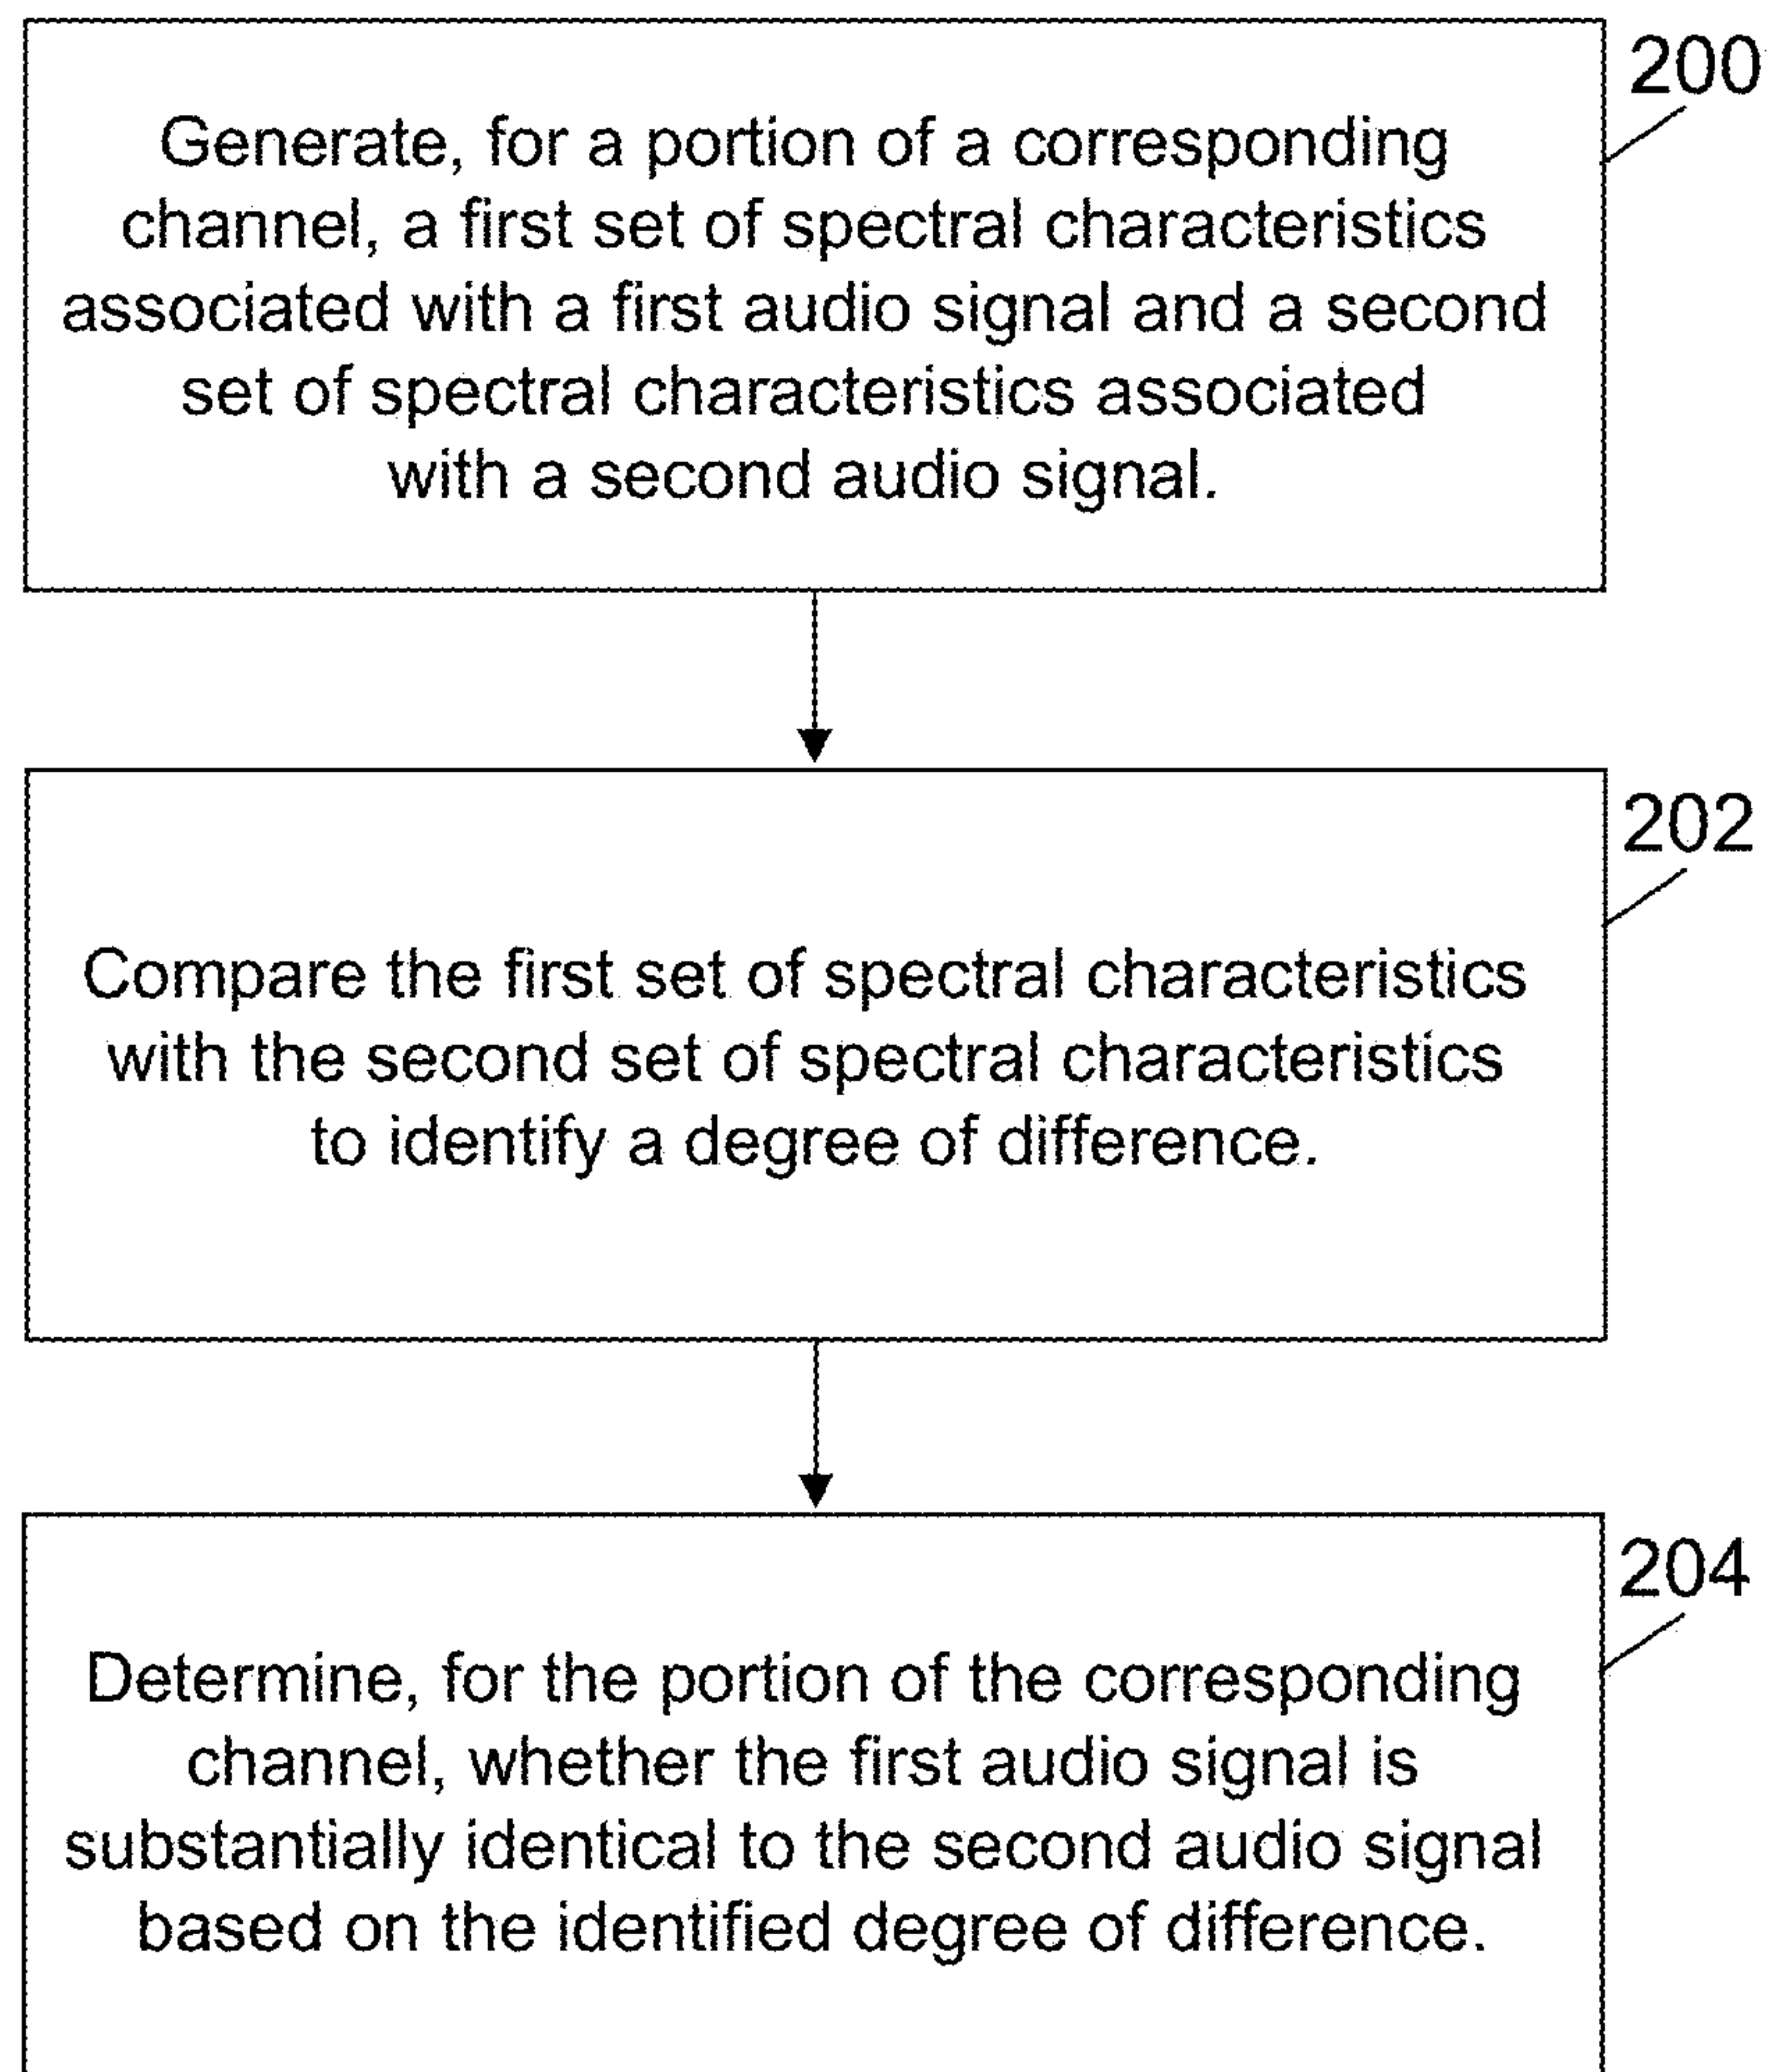 200
Generate, for a portion of a corresponding
channel, a first set of spectral characteristics
associated with a first audio signal and a second
set of spectral characteristics associated
with a second audio signal.
202
Compare the first set of spectral characteristics
with the second set of spectral characteristics
to identify a degree of difference.
204
Determine, for the portion of the corresponding
channel, whether the first audio signal is
substantially identical to the second audio signal
based on the identified degree of difference.